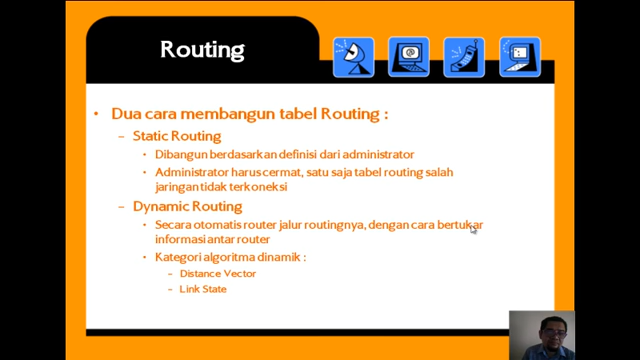 Routing
Dua cara membangun tabel Routing :
Static Routing
Dibangun berdasarkan definisi dari administrator
Administrator harus cermat, satu saja tabel routing salah
jaringan tidak terkoneksi
Dynamic Routing
Secara otomatis router jalur routingnya, dengan cara bertukar
informasi antar router
Kategori algoritma dinamik :
Distance Vector
Link State